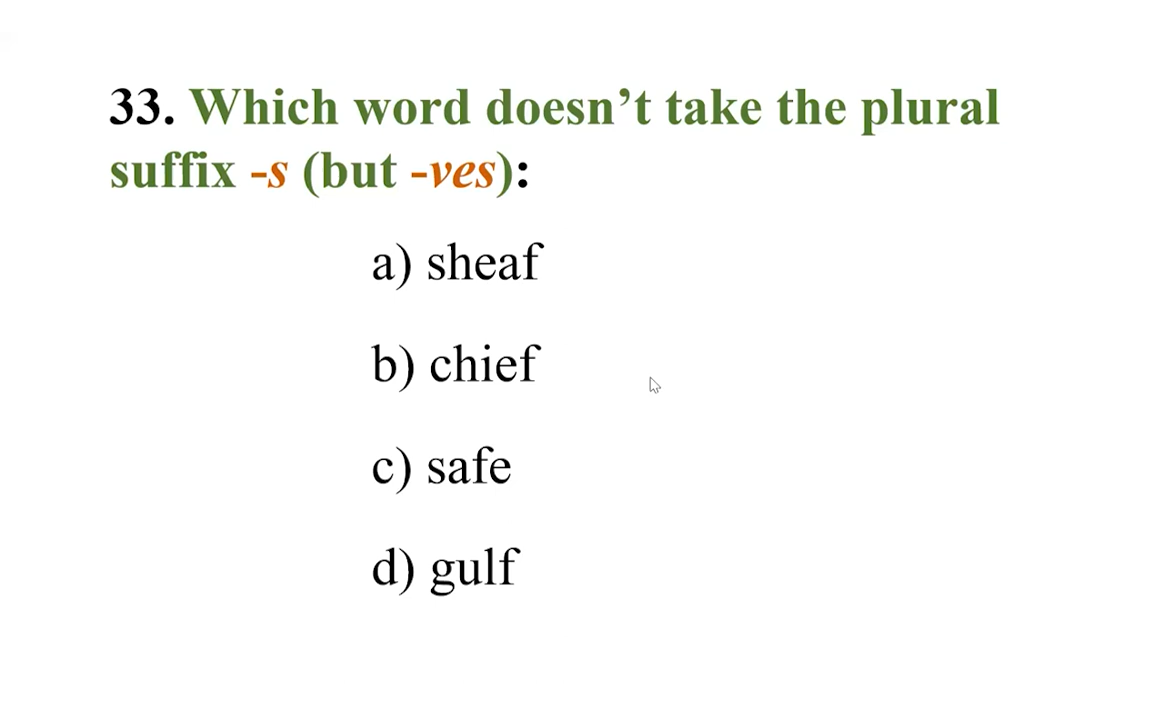 33. Which word doesn’t take the plural
suffix -s (but -ves):
a) sheaf
b) chief
c) safe
d) gulf